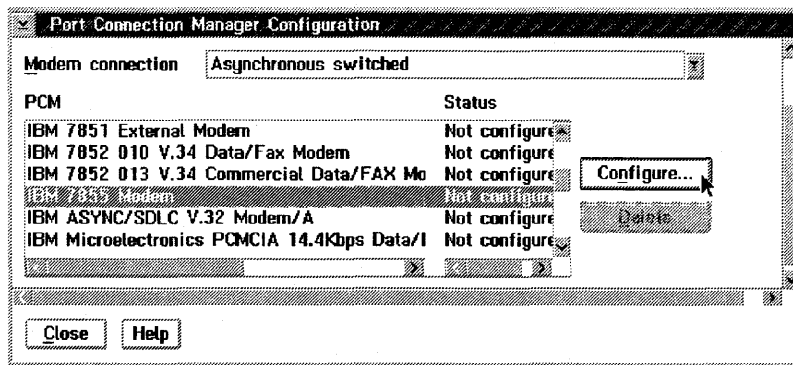 Port Connection Manager Configuration
Modem connection Asynchronous switched
PCM Status
IBM 7851 External Modem Not configure
IBM 7852 010 V.34 Data/Fax Modem Not configure
IBM 7852 013 V.34 Commercial Data/FAX Mo Not configure
IBM 7855 Modem Not configure
IBM ASYNC/SDLC V.32 Modem/A Not configure
IBM Microelectronics PCMCIA 14.4Kbps Data/ Not configure
Configure...
Delete
Close Help